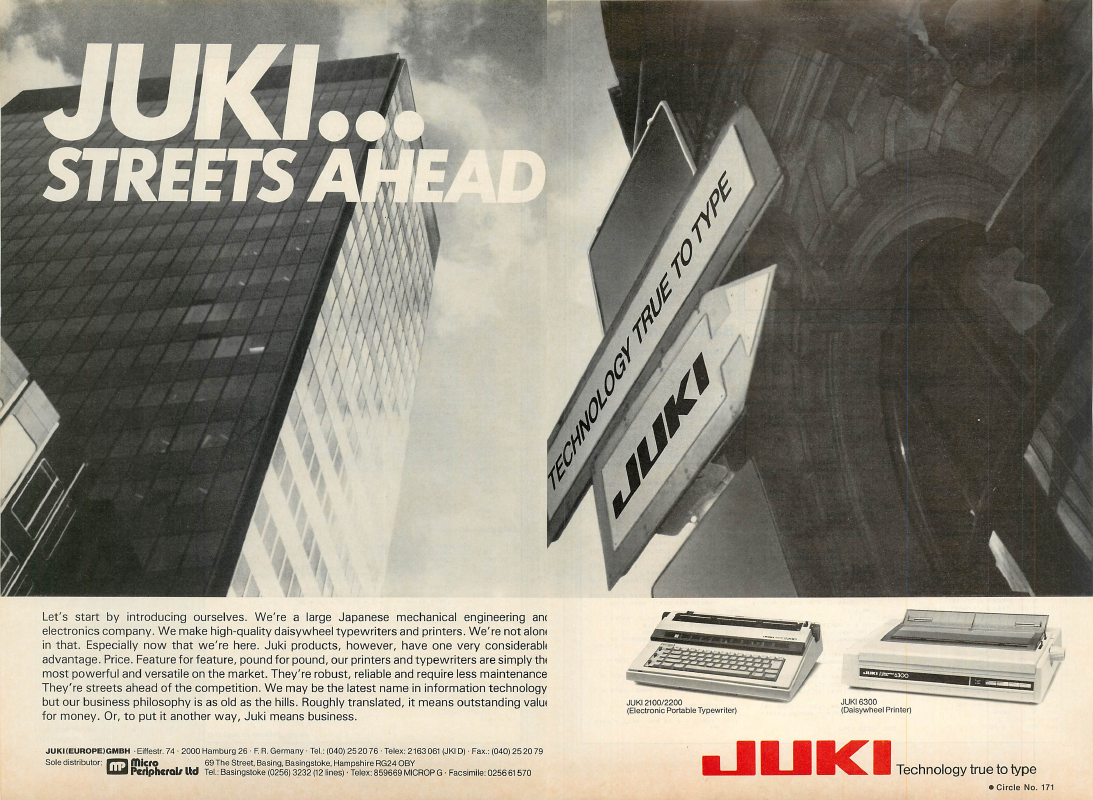 JUKI...
STREETS AHEAD
TECHNOLOGY TRUE TO TYPE
JUKI
Let's start by introducing ourselves. We're a large Japanese mechanical engineering and
electronics company. We make high-quality daisywheel typewriters and printers. We're not alone
in that. Especially now that we're here. Juki products, however, have one very considerable
advantage. Price. Feature for feature, pound for pound, our printers and typewriters are simply the
most powerful and versatile on the market. They're robust, reliable and require less maintenance
They're streets ahead of the competition. We may be the latest name in information technology
but our business philosophy is as old as the hills. Roughly translated, it means outstanding value
for money. Or, to put it another way, Juki means business.
JUKI (EUROPE) GMBH · Eiffestr. 74 · 2000 Hamburg 26 · F.R. Germany · Tel.: (040) 25 20 76 · Telex: 2163 061 (JKI D) · Fax.: (040) 25 20 79
Sole distributor: MP Micro Peripherals Ltd
69 The Street, Basing, Basingstoke, Hampshire RG24 OBY
Tel.: Basingstoke (0256) 3232 (12 lines) · Telex: 859669 MICROP G · Facsimile: 0256 61 570
JUKI 6300
JUKI 2100/2200
(Electronic Portable Typewriter)
JUKI 6300
(Daisywheel Printer)
JUKI Technology true to type
● Circle No. 171